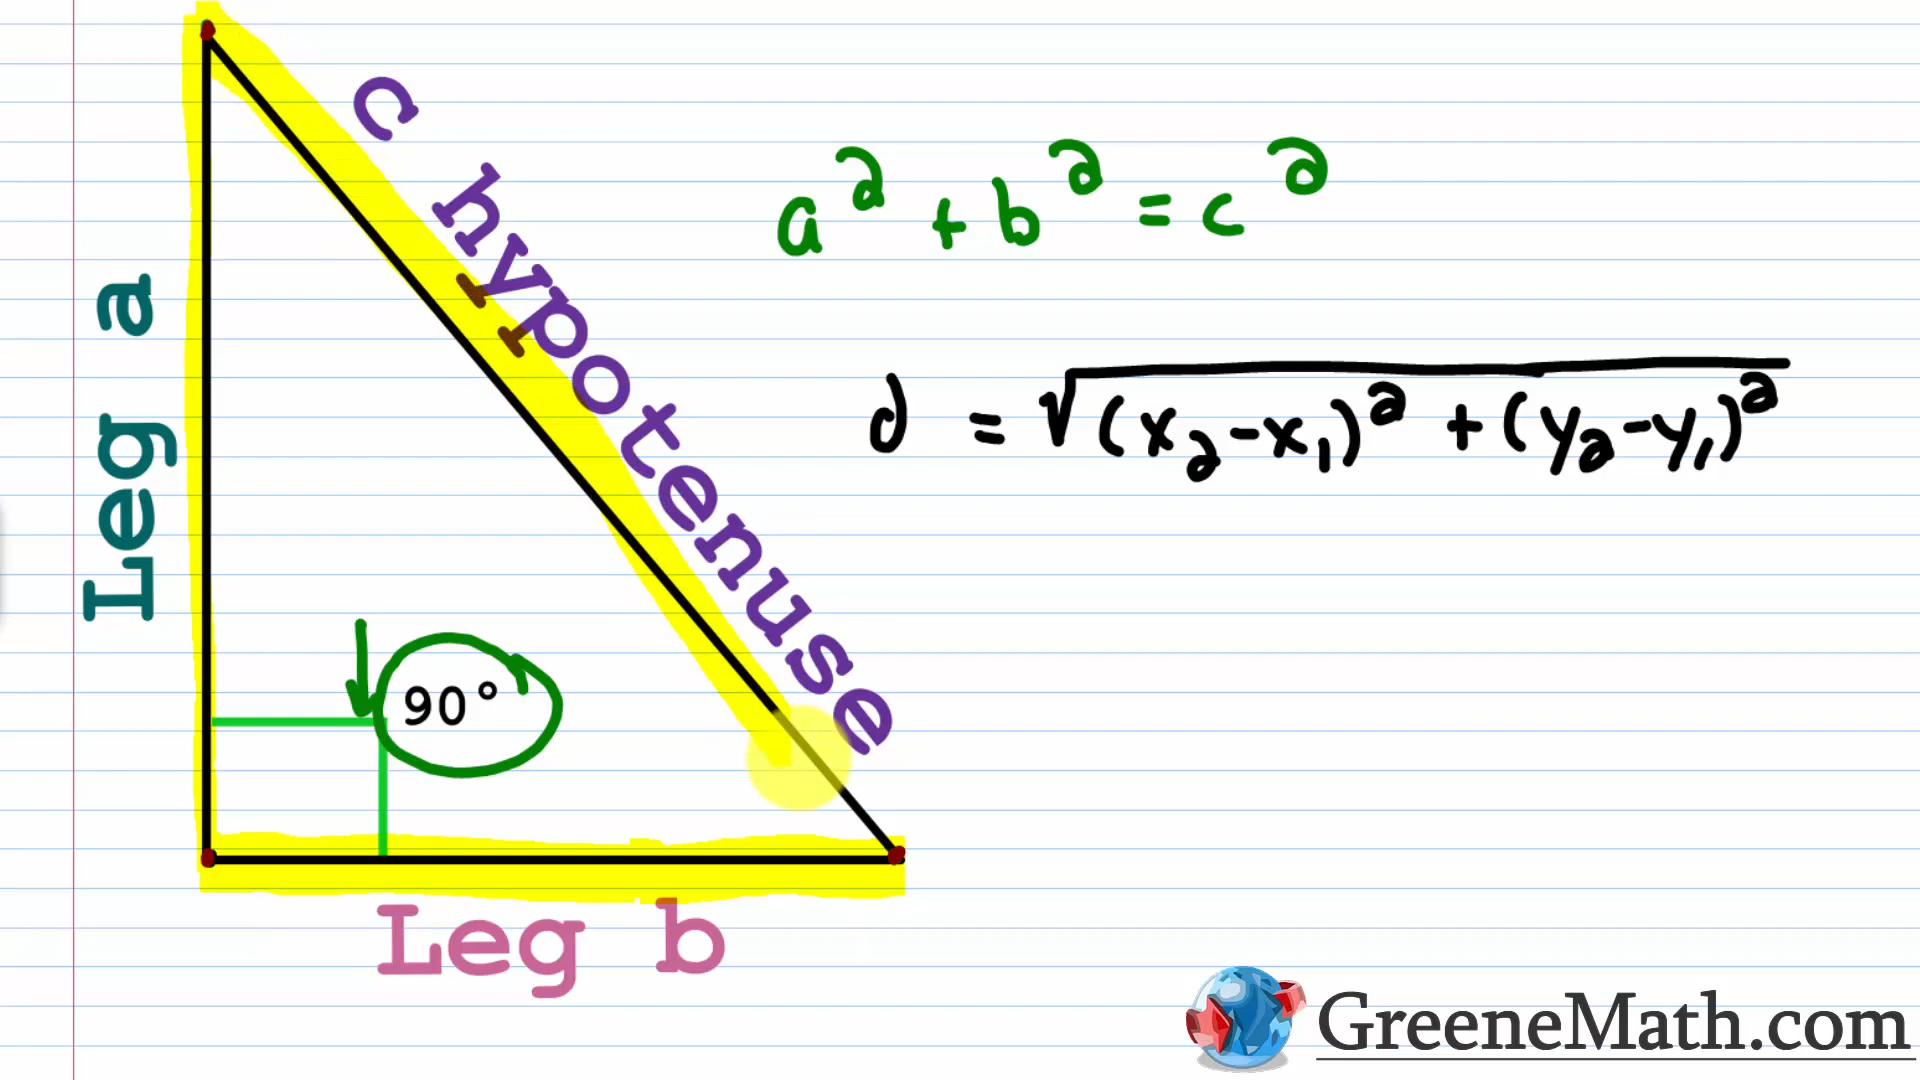 c hypotenuse
a² + b² = c²
Leg a
d = √(x₂-x₁)² + (y₂-y₁)²
90°
Leg b
GreeneMath.com